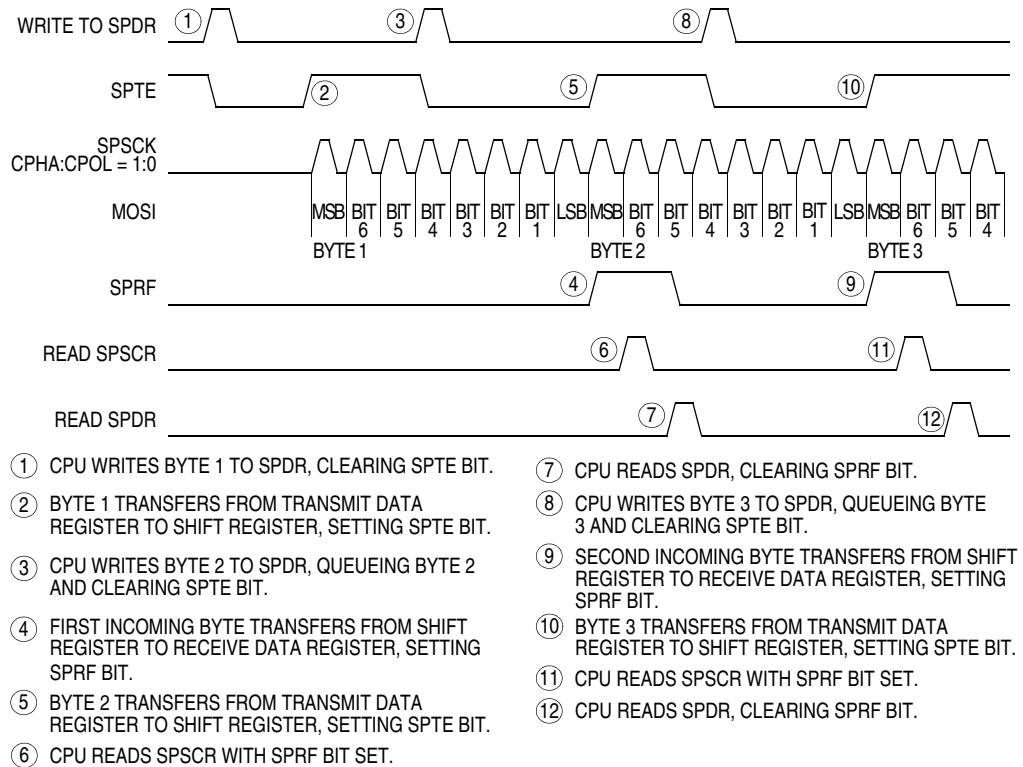 WRITE TO SPDR
1
3
8
SPTE
2
5
10
SPSCK
CPHA:CPOL = 1:0
MOSI
MSB BIT 6 BIT 5 BIT 4 BIT 3 BIT 2 BIT 1 LSB MSB BIT 6 BIT 5 BIT 4 BIT 3 BIT 2 BIT 1 LSB MSB BIT 6 BIT 5 BIT 4
BYTE 1
BYTE 2
BYTE 3
SPRF
4
9
READ SPSCR
6
11
READ SPDR
7
12
1 CPU WRITES BYTE 1 TO SPDR, CLEARING SPTE BIT.
2 BYTE 1 TRANSFERS FROM TRANSMIT DATA
REGISTER TO SHIFT REGISTER, SETTING SPTE BIT.
3 CPU WRITES BYTE 2 TO SPDR, QUEUEING BYTE 2
AND CLEARING SPTE BIT.
4 FIRST INCOMING BYTE TRANSFERS FROM SHIFT
REGISTER TO RECEIVE DATA REGISTER, SETTING
SPRF BIT.
5 BYTE 2 TRANSFERS FROM TRANSMIT DATA
REGISTER TO SHIFT REGISTER, SETTING SPTE BIT.
6 CPU READS SPSCR WITH SPRF BIT SET.
7 CPU READS SPDR, CLEARING SPRF BIT.
8 CPU WRITES BYTE 3 TO SPDR, QUEUEING BYTE
3 AND CLEARING SPTE BIT.
9 SECOND INCOMING BYTE TRANSFERS FROM SHIFT
REGISTER TO RECEIVE DATA REGISTER, SETTING
SPRF BIT.
10 BYTE 3 TRANSFERS FROM TRANSMIT DATA
REGISTER TO SHIFT REGISTER, SETTING SPTE BIT.
11 CPU READS SPSCR WITH SPRF BIT SET.
12 CPU READS SPDR, CLEARING SPRF BIT.